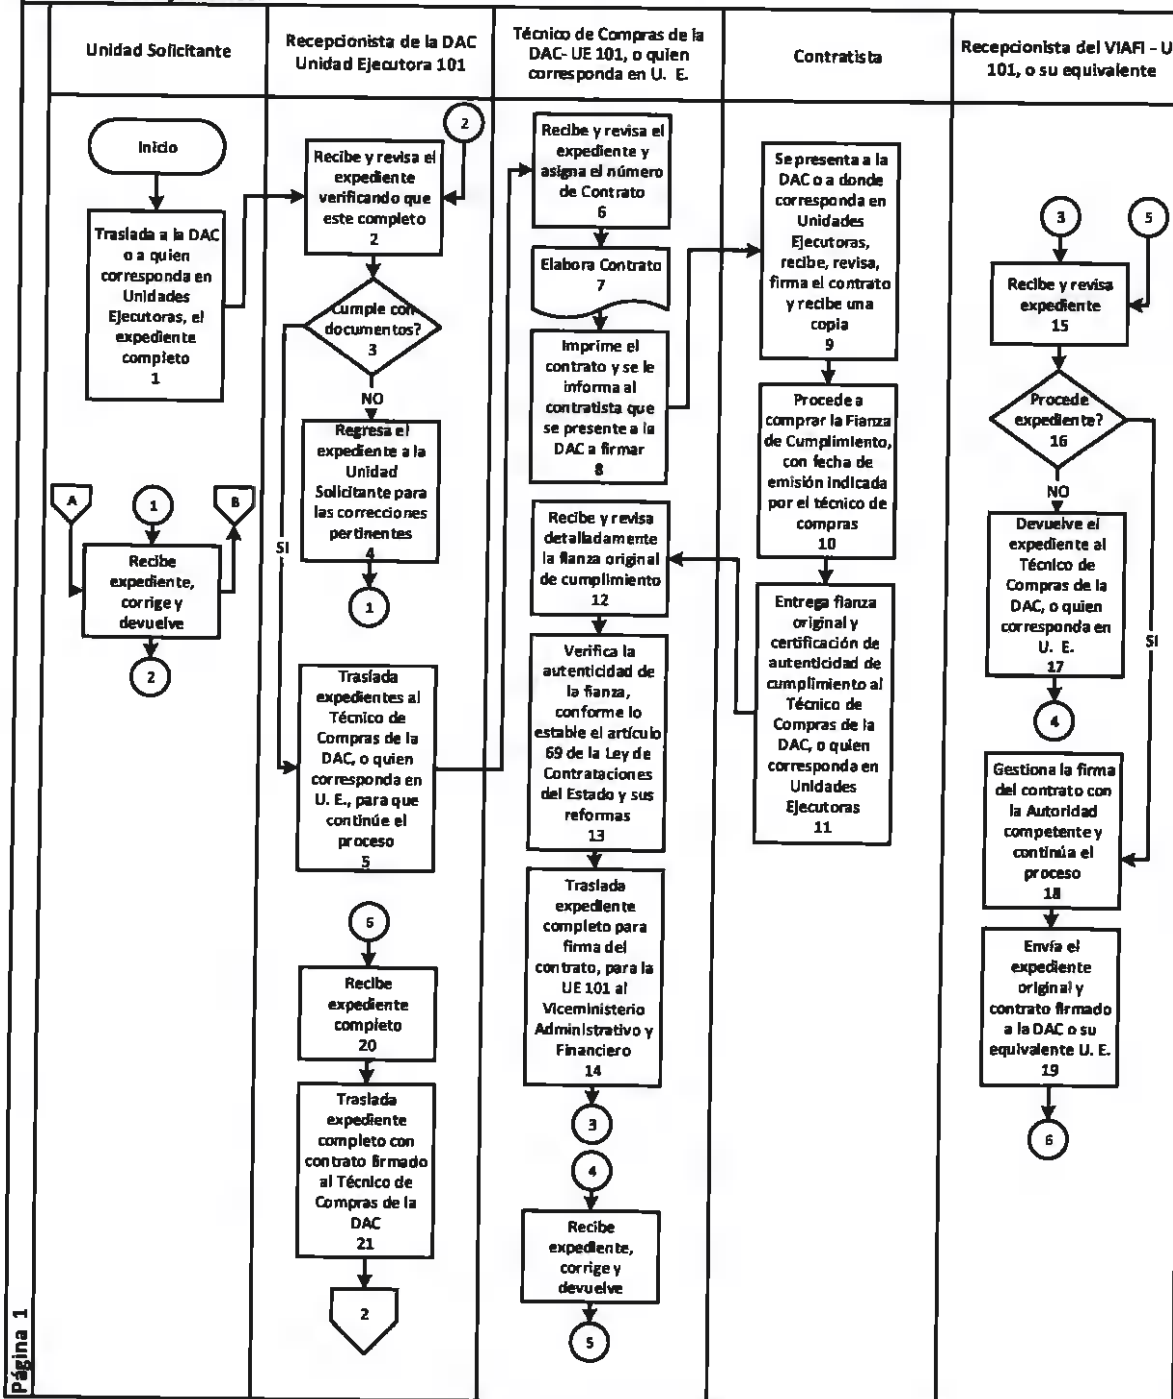 Unidad Solicitante
Recepcionista de la DAC
Unidad Ejecutora 101
Técnico de Compras de la
DAC- UE 101, o quien
corresponda en U. E.
Contratista
Recepcionista del VIAFI - U
101, o su equivalente
Inicio
Traslada a la DAC
o a quien
corresponda en
Unidades
Ejecutoras, el
expediente
completo
1
A
1
B
Recibe
expediente,
corrige y
devuelve
2
2
Recibe y revisa el
expediente
verificando que
este completo
2
Cumple con
documentos?
3
NO
SI
Regresa el
expediente a la
Unidad
Solicitante para
las correcciones
pertinentes
4
1
Traslada
expedientes al
Técnico de
Compras de la
DAC, o quien
corresponda en
U. E., para que
continúe el
proceso
5
6
Recibe
expediente
completo
20
Traslada
expediente
completo con
contrato firmado
al Técnico de
Compras de la
DAC
21
2
Recibe y revisa el
expediente y
asigna el número
de Contrato
6
Elabora Contrato
7
Imprime el
contrato y se le
informa al
contratista que
se presente a la
DAC a firmar
8
Recibe y revisa
detalladamente
la fianza original
de cumplimiento
12
Verifica la
autenticidad de
la fianza,
conforme lo
estable el artículo
69 de la Ley de
Contrataciones
del Estado y sus
reformas
13
Traslada
expediente
completo para
firma del
contrato, para la
UE 101 al
Viceministerio
Administrativo y
Financiero
14
3
4
Recibe
expediente,
corrige y
devuelve
5
Se presenta a la
DAC o a donde
corresponda en
Unidades
Ejecutoras,
recibe, revisa,
firma el contrato
y recibe una
copia
9
Procede a
comprar la Fianza
de Cumplimiento,
con fecha de
emisión indicada
por el técnico de
compras
10
Entrega fianza
original y
certificación de
autenticidad de
cumplimiento al
Técnico de
Compras de la
DAC, o quien
corresponda en
Unidades
Ejecutoras
11
3
5
Recibe y revisa
expediente
15
Procede
expediente?
16
NO
SI
Devuelve el
expediente al
Técnico de
Compras de la
DAC, o quien
corresponda en
U. E.
17
4
Gestiona la firma
del contrato con
la Autoridad
competente y
continúa el
proceso
18
Envía el
expediente
original y
contrato firmado
a la DAC o su
equivalente U. E.
19
6
Página 1